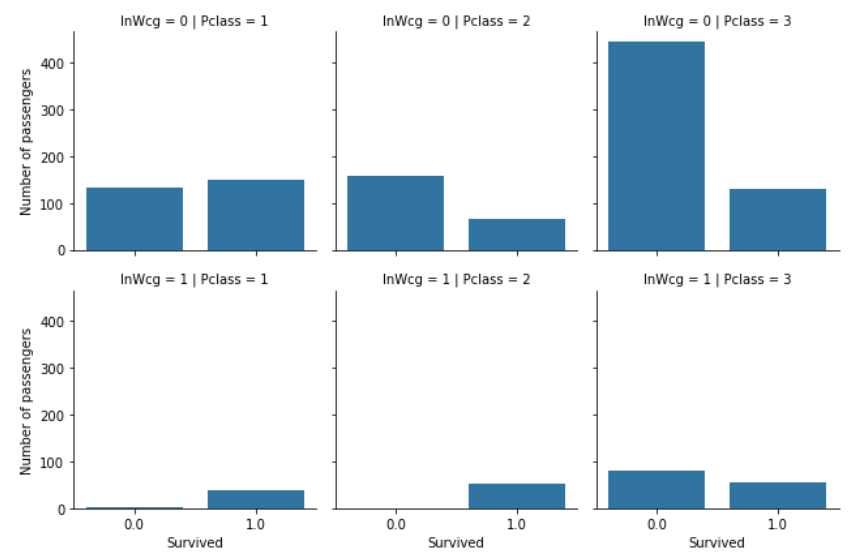 InWcg = 0 | Pclass = 1
InWcg = 0 | Pclass = 2
InWcg = 0 | Pclass = 3
Number of passengers
400
300
200
100
0
InWcg = 1 | Pclass = 1
InWcg = 1 | Pclass = 2
InWcg = 1 | Pclass = 3
Number of passengers
400
300
200
100
0
0.0
1.0
0.0
1.0
0.0
1.0
Survived
Survived
Survived